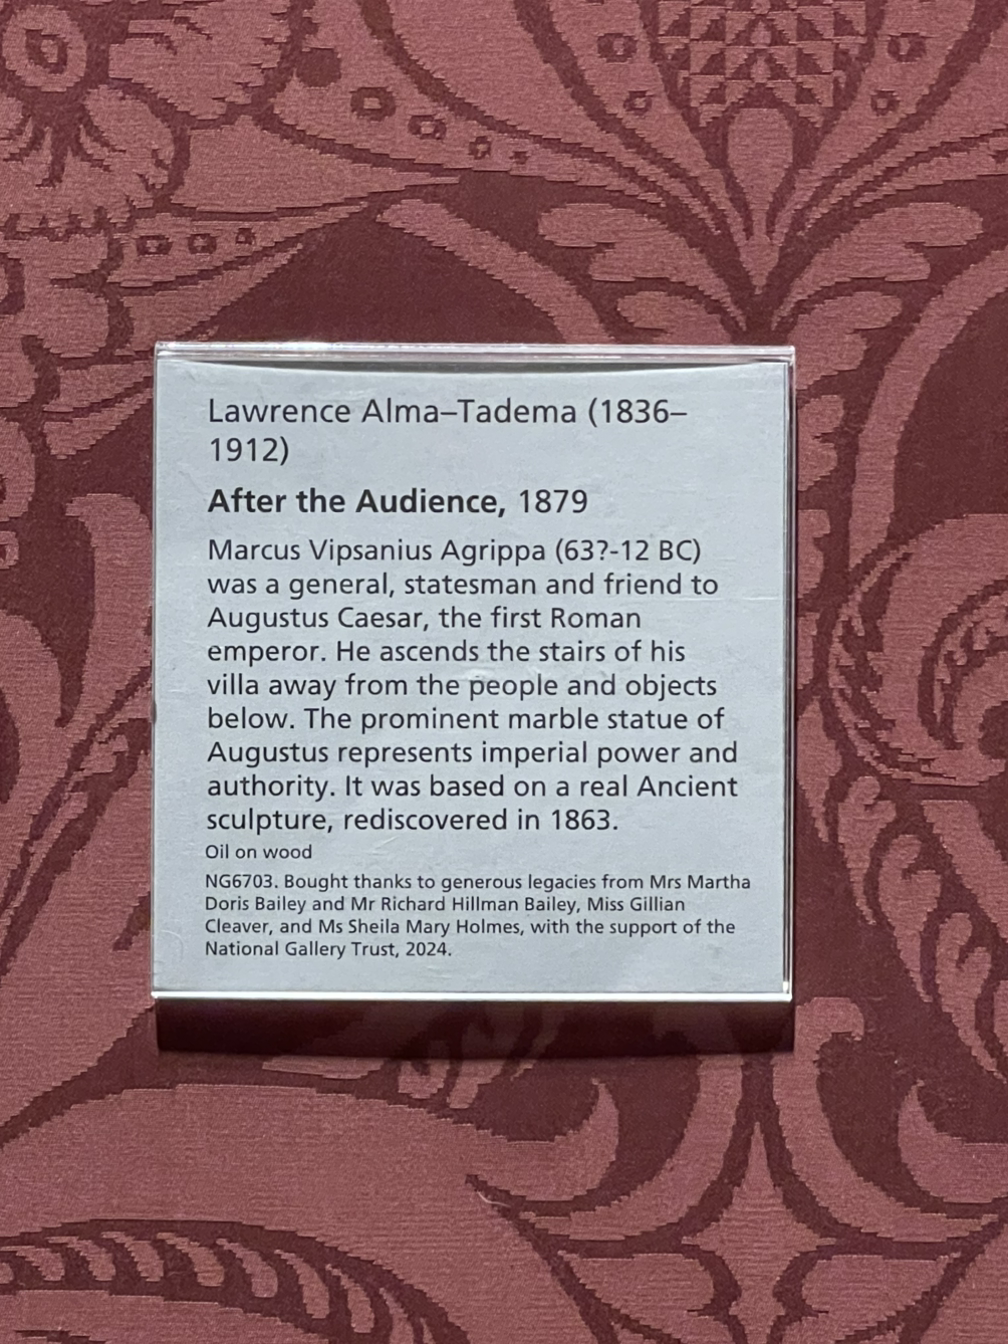 Lawrence Alma–Tadema (1836–
1912)
After the Audience, 1879
Marcus Vipsanius Agrippa (63?-12 BC)
was a general, statesman and friend to
Augustus Caesar, the first Roman
emperor. He ascends the stairs of his
villa away from the people and objects
below. The prominent marble statue of
Augustus represents imperial power and
authority. It was based on a real Ancient
sculpture, rediscovered in 1863.
Oil on wood
NG6703. Bought thanks to generous legacies from Mrs Martha
Doris Bailey and Mr Richard Hillman Bailey, Miss Gillian
Cleaver, and Ms Sheila Mary Holmes, with the support of the
National Gallery Trust, 2024.